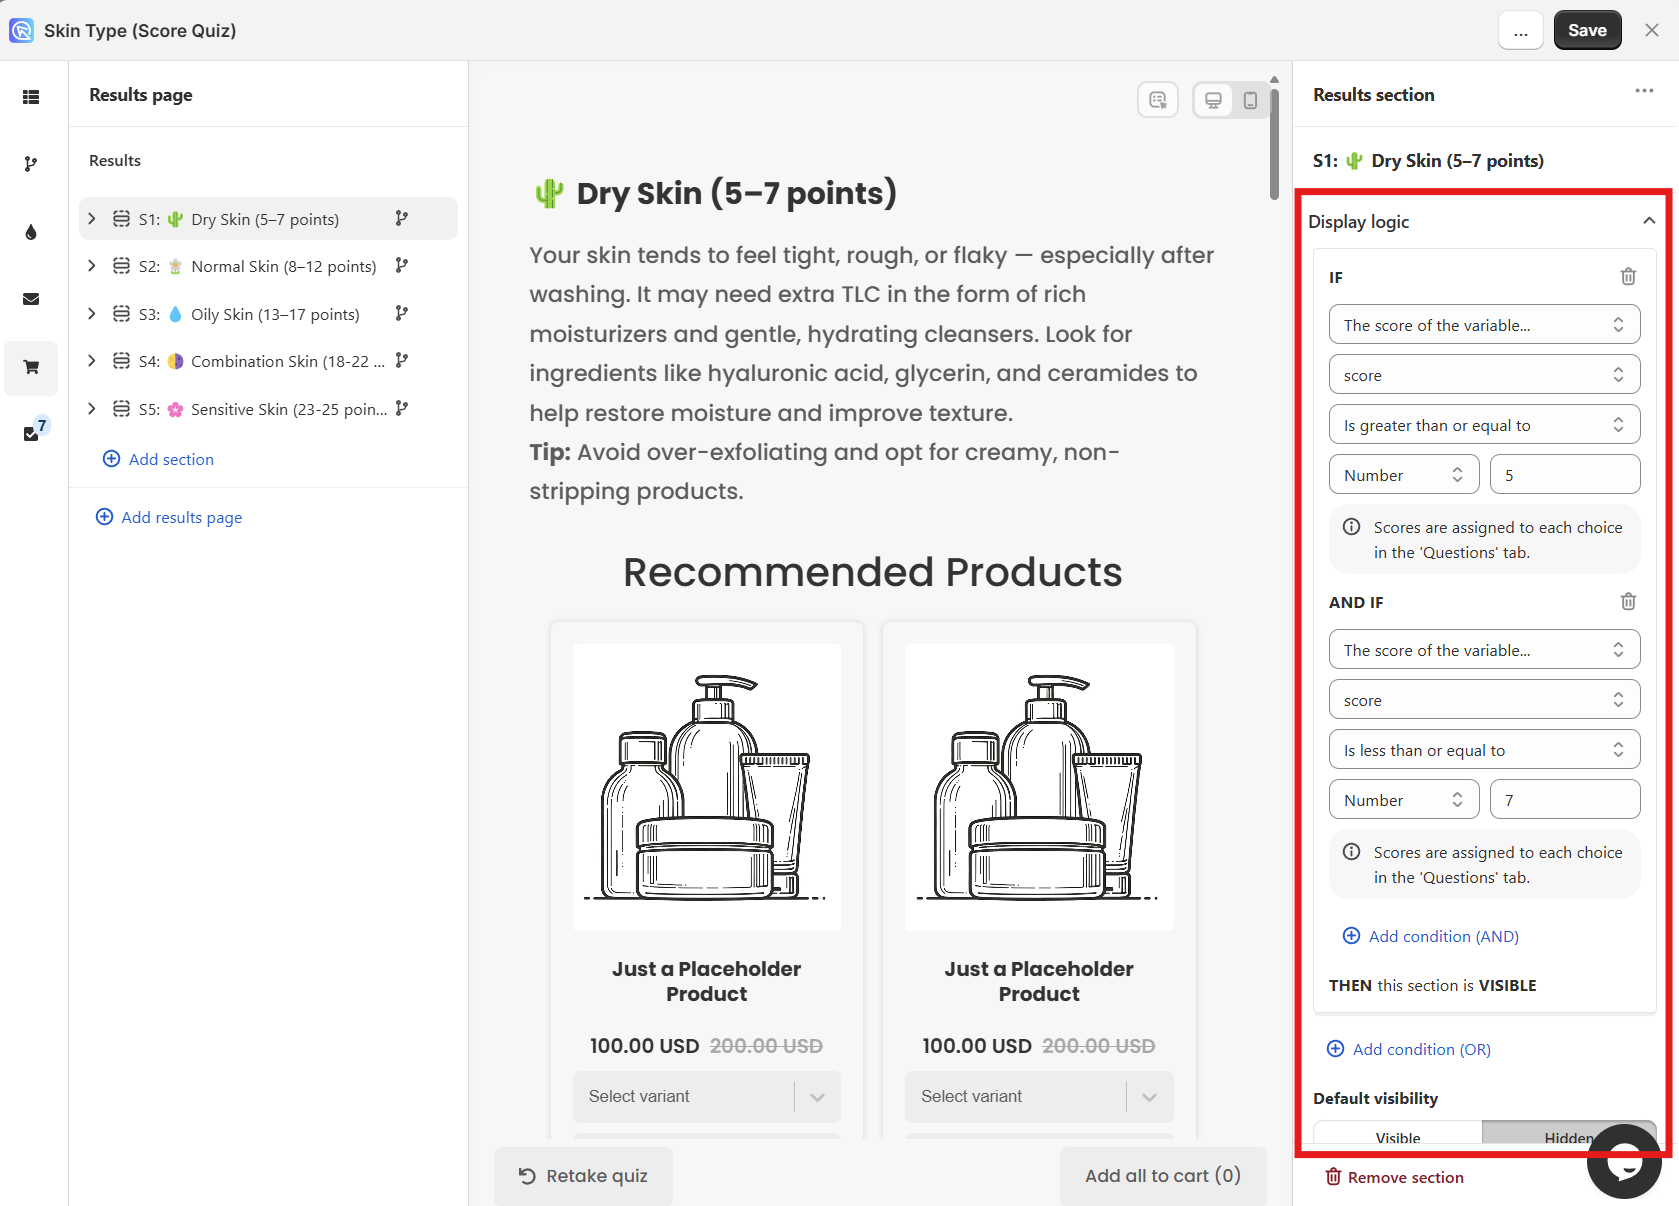 Skin Type (Score Quiz)
...
Save
Results page
Results
S1: 🌵 Dry Skin (5–7 points)
S2: Normal Skin (8–12 points)
S3: 💧 Oily Skin (13–17 points)
S4: 🌗 Combination Skin (18-22 ...
S5: 🌸 Sensitive Skin (23-25 poin...
Add section
Add results page
7
🌵 Dry Skin (5–7 points)
Your skin tends to feel tight, rough, or flaky — especially after
washing. It may need extra TLC in the form of rich
moisturizers and gentle, hydrating cleansers. Look for
ingredients like hyaluronic acid, glycerin, and ceramides to
help restore moisture and improve texture.
Tip: Avoid over-exfoliating and opt for creamy, non-
stripping products.
Recommended Products
Just a Placeholder
Product
100.00 USD 200.00 USD
Select variant
Just a Placeholder
Product
100.00 USD 200.00 USD
Select variant
Retake quiz
Add all to cart (0)
Results section
S1: 🌵 Dry Skin (5–7 points)
Display logic
IF
The score of the variable...
score
Is greater than or equal to
Number
5
Scores are assigned to each choice
in the 'Questions' tab.
AND IF
The score of the variable...
score
Is less than or equal to
Number
7
Scores are assigned to each choice
in the 'Questions' tab.
Add condition (AND)
THEN this section is VISIBLE
Add condition (OR)
Default visibility
Visible
Hidden
Remove section